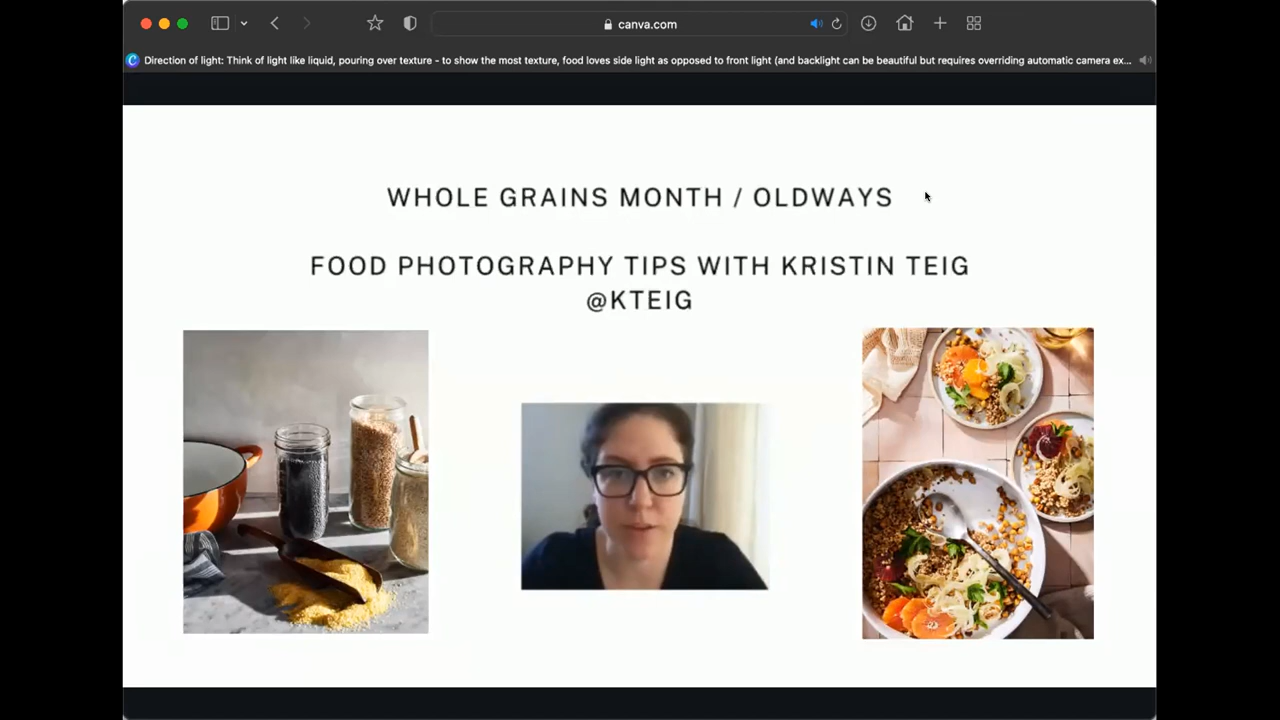 canva.com
Direction of light: Think of light like liquid, pouring over texture - to show the most texture, food loves side light as opposed to front light (and backlight can be beautiful but requires overriding automatic camera ex...
WHOLE GRAINS MONTH / OLDWAYS
FOOD PHOTOGRAPHY TIPS WITH KRISTIN TEIG
@KTEIG